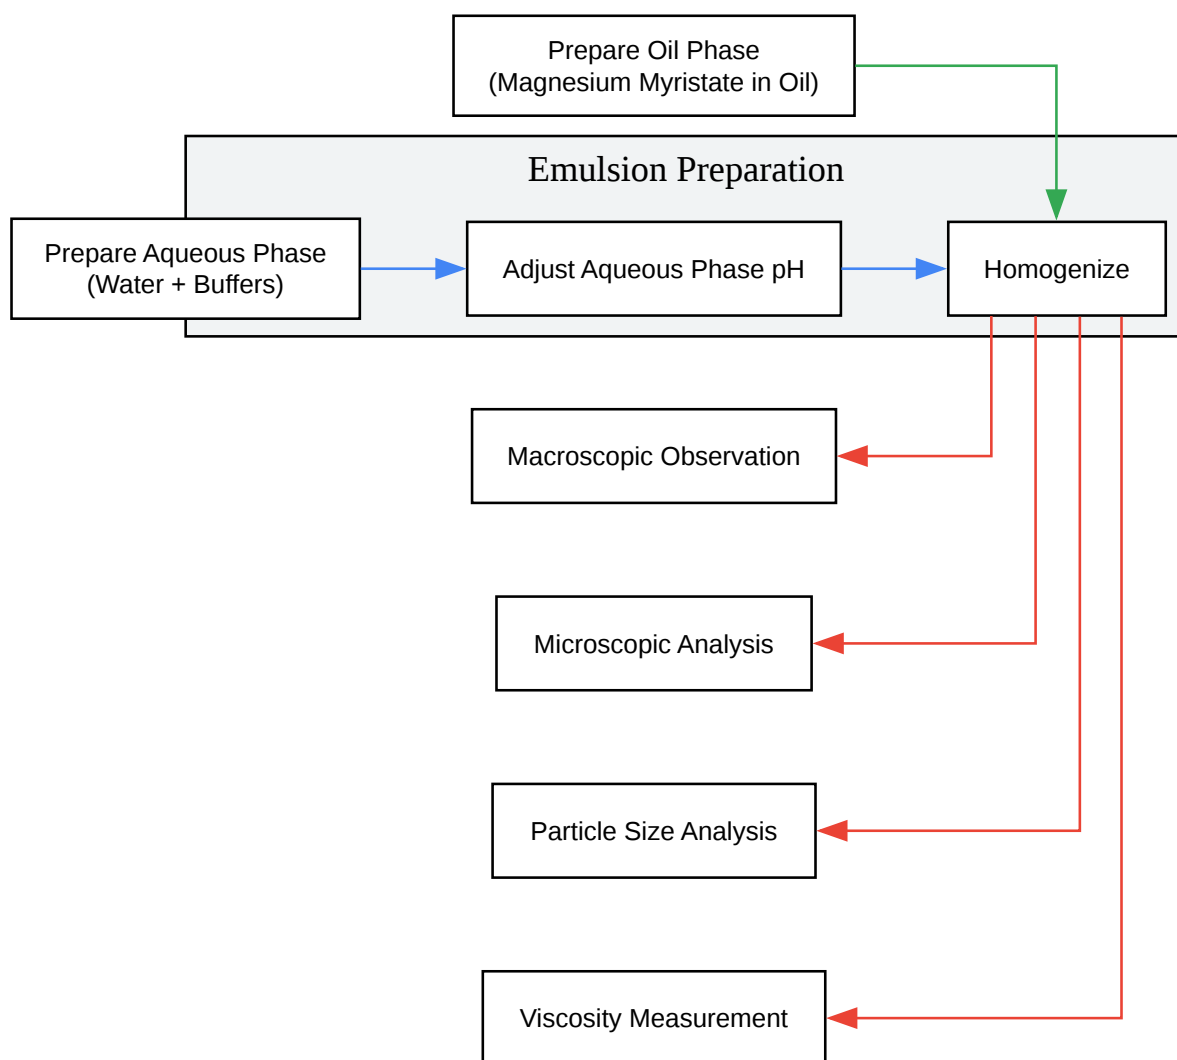 Prepare Oil Phase
(Magnesium Myristate in Oil)
Emulsion Preparation
Prepare Aqueous Phase
(Water + Buffers)
Adjust Aqueous Phase pH
Homogenize
Macroscopic Observation
Microscopic Analysis
Particle Size Analysis
Viscosity Measurement